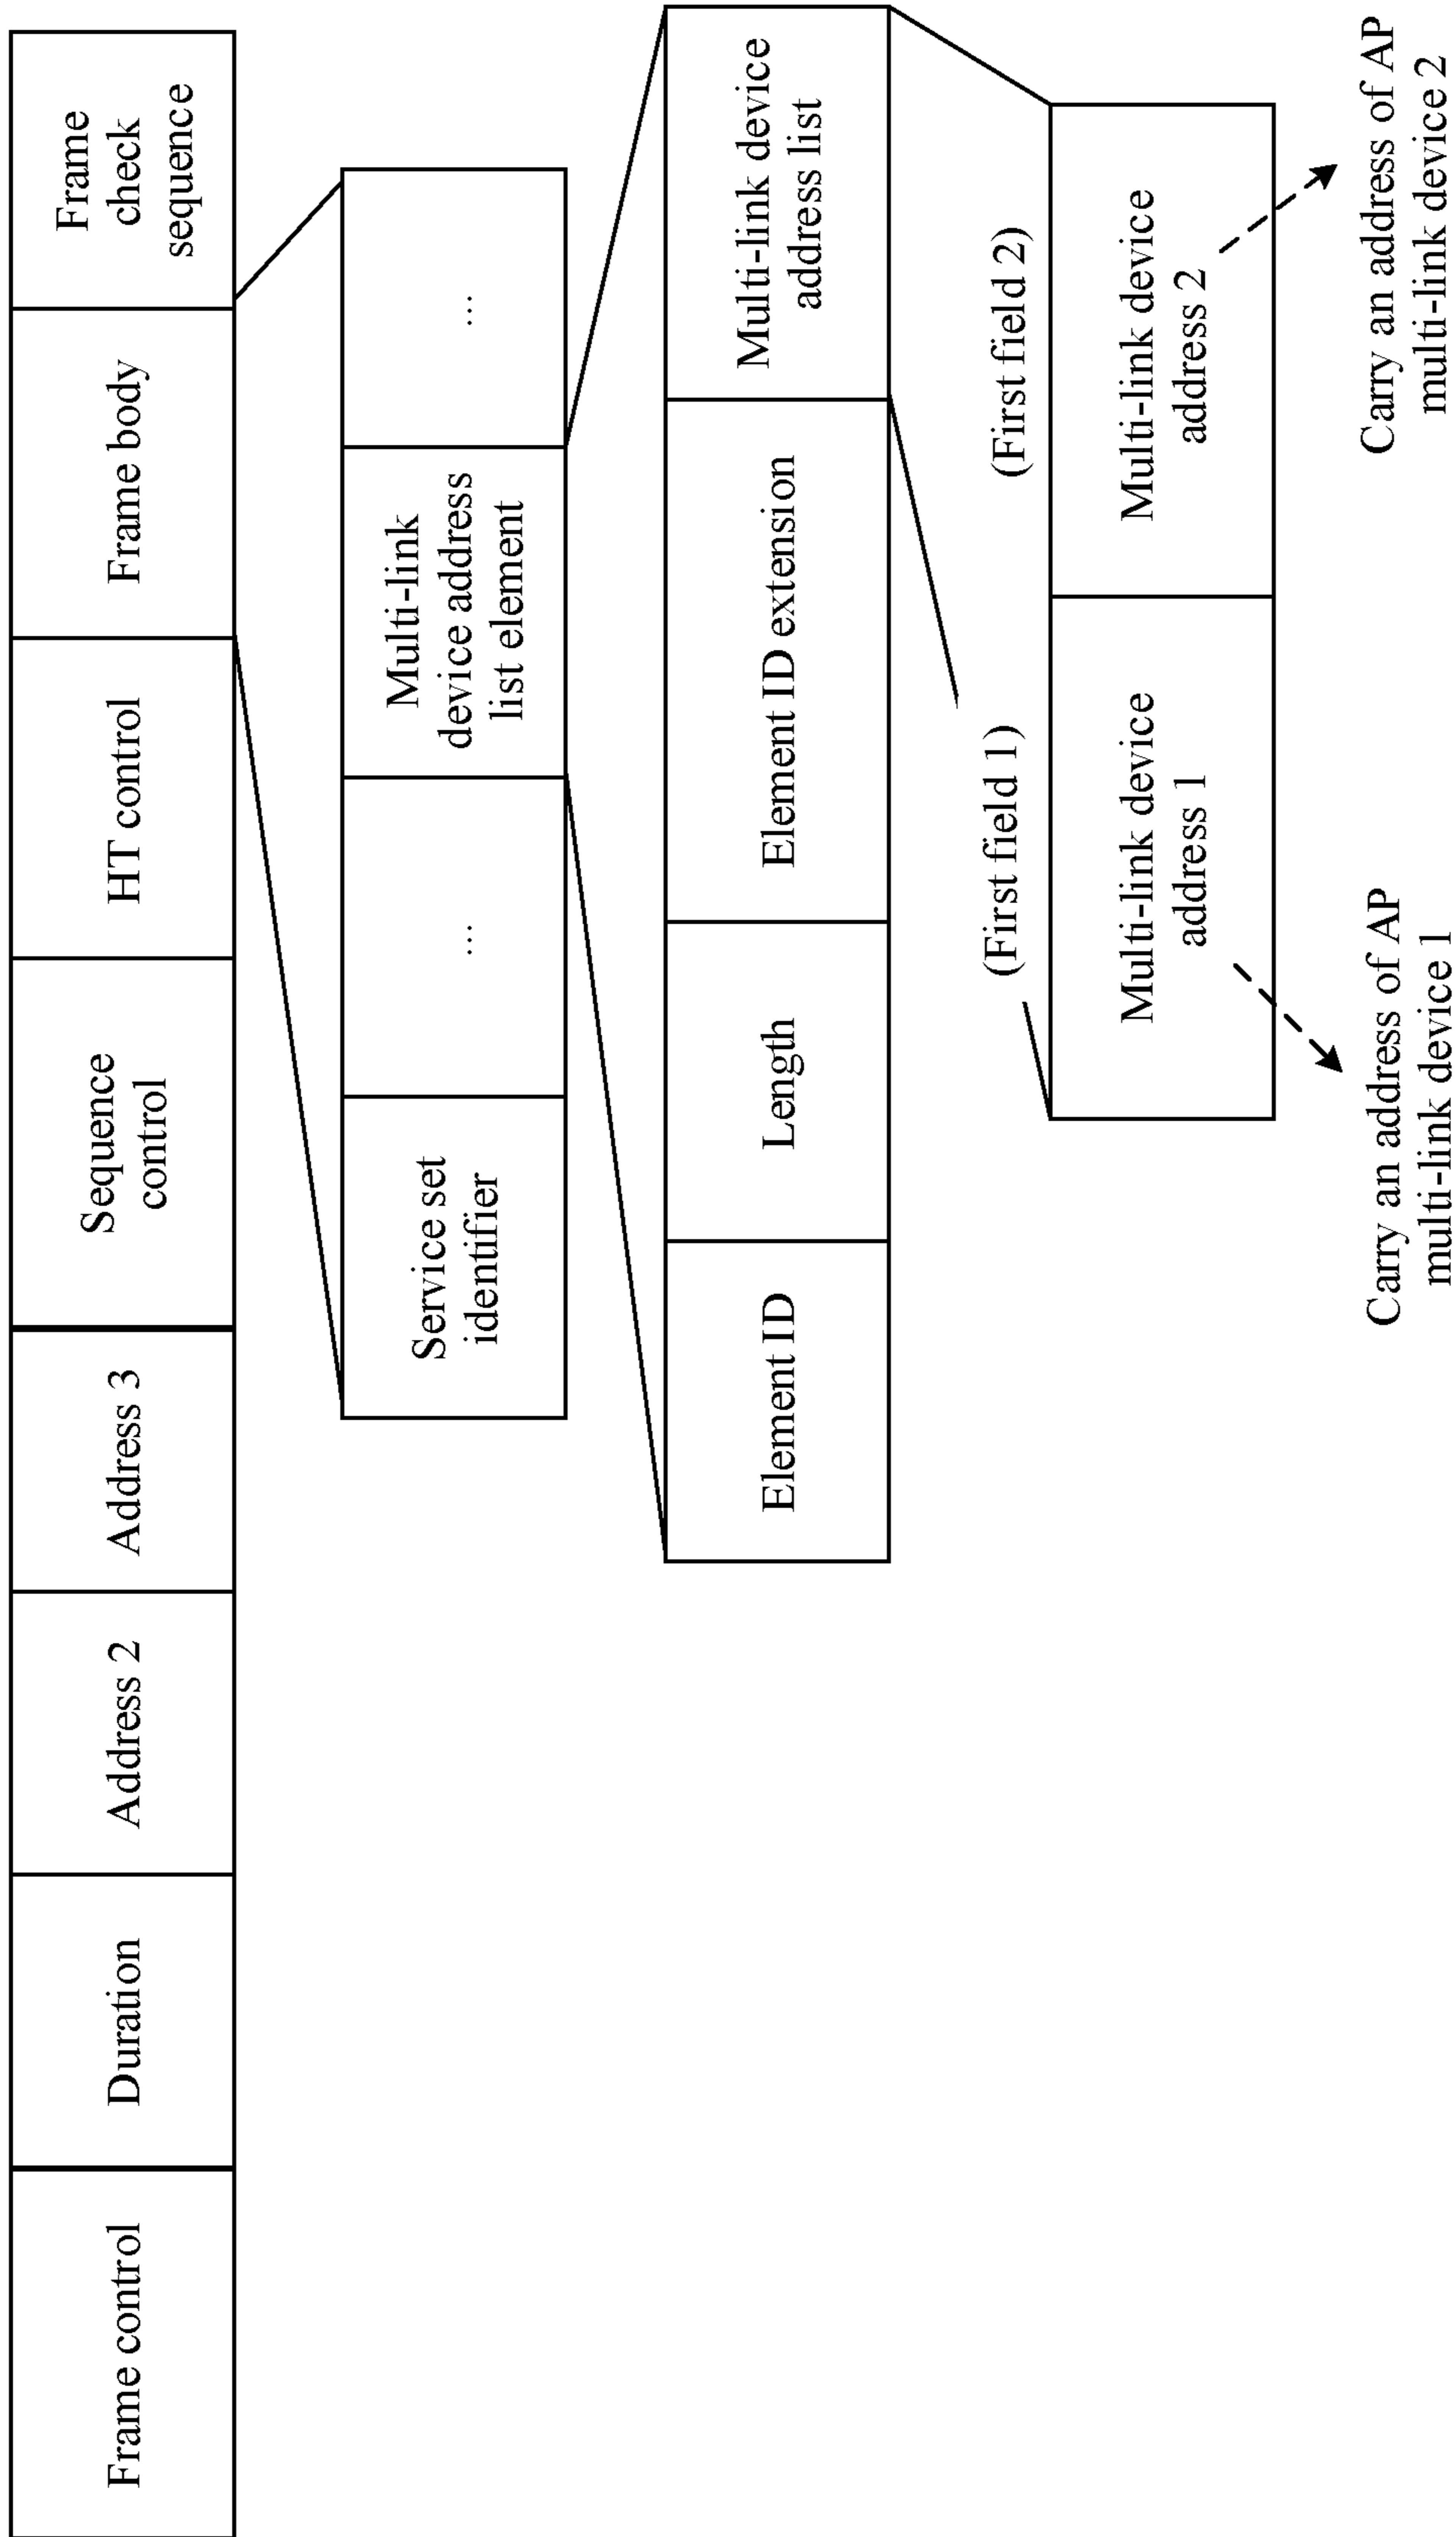 Frame control
Duration
Address 2
Address 3
Sequence
control
HT control
Frame body
Frame
check
sequence
Service set
identifier
...
Multi-link
device address
list element
...
Element ID
Length
Element ID extension
Multi-link device
address list
(First field 1)
(First field 2)
Multi-link device
address 1
Multi-link device
address 2
Carry an address of AP
multi-link device 1
Carry an address of AP
multi-link device 2